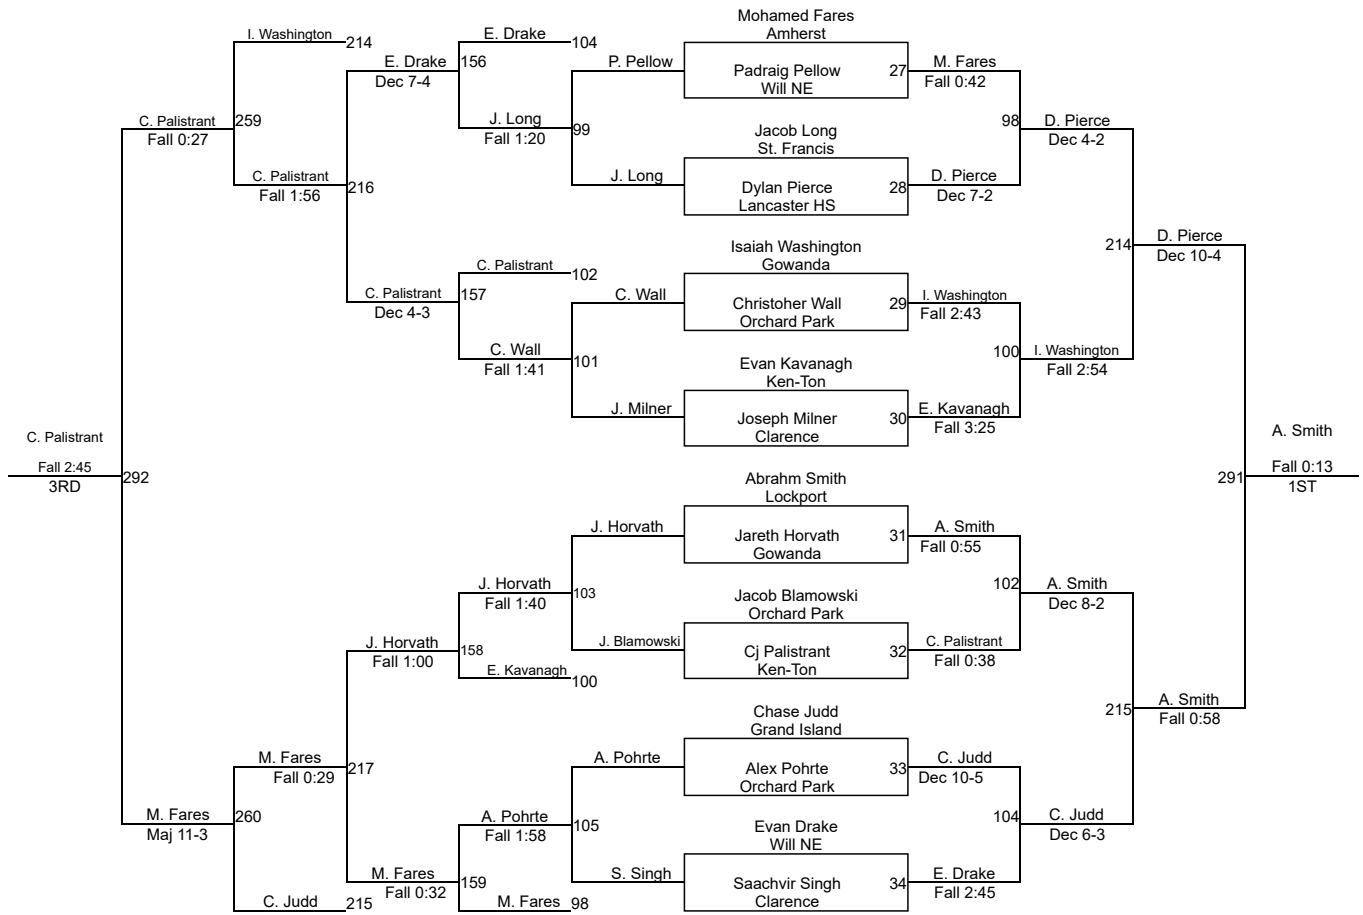 Mohamed Fares
Amherst
I. Washington
214
E. Drake
104
E. Drake
156
Dec 7-4
P. Pellow
Padraig Pellow
Will NE
27
M. Fares
Fall 0:42
C. Palistrant
259
Fall 0:27
J. Long
99
Fall 1:20
Jacob Long
St. Francis
98
D. Pierce
Dec 4-2
C. Palistrant
216
Fall 1:56
J. Long
Dylan Pierce
Lancaster HS
28
D. Pierce
Dec 7-2
Isaiah Washington
Gowanda
214
D. Pierce
Dec 10-4
C. Palistrant
102
C. Palistrant
157
Dec 4-3
C. Wall
Christoher Wall
Orchard Park
29
I. Washington
Fall 2:43
C. Wall
101
Fall 1:41
Evan Kavanagh
Ken-Ton
100
I. Washington
Fall 2:54
J. Milner
Joseph Milner
Clarence
30
E. Kavanagh
Fall 3:25
C. Palistrant
Fall 2:45
3RD
292
A. Smith
291
Fall 0:13
1ST
Abrahm Smith
Lockport
J. Horvath
Jareth Horvath
Gowanda
31
A. Smith
Fall 0:55
J. Horvath
103
Fall 1:40
Jacob Blamowski
Orchard Park
102
A. Smith
Dec 8-2
J. Horvath
158
Fall 1:00
J. Blamowski
Cj Palistrant
Ken-Ton
32
C. Palistrant
Fall 0:38
E. Kavanagh
100
Chase Judd
Grand Island
215
A. Smith
Fall 0:58
M. Fares
217
Fall 0:29
A. Pohrte
Alex Pohrte
Orchard Park
33
C. Judd
Dec 10-5
M. Fares
260
Maj 11-3
A. Pohrte
105
Fall 1:58
Evan Drake
Will NE
104
C. Judd
Dec 6-3
M. Fares
159
Fall 0:32
S. Singh
Saachvir Singh
Clarence
34
E. Drake
Fall 2:45
C. Judd
215
M. Fares
98